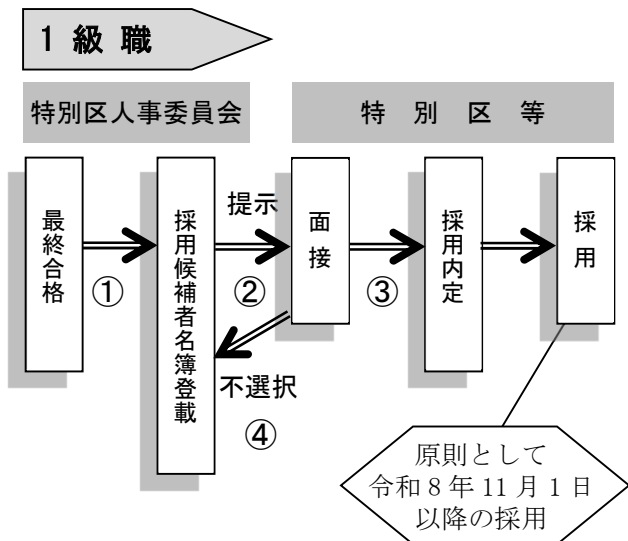 1 級 職
特別区人事委員会
特 別 区 等
最終合格
①
採用候補者名簿登載
提示
②
面接
③
採用内定
採用
不選択
④
原則として
令和8年11月1日
以降の採用